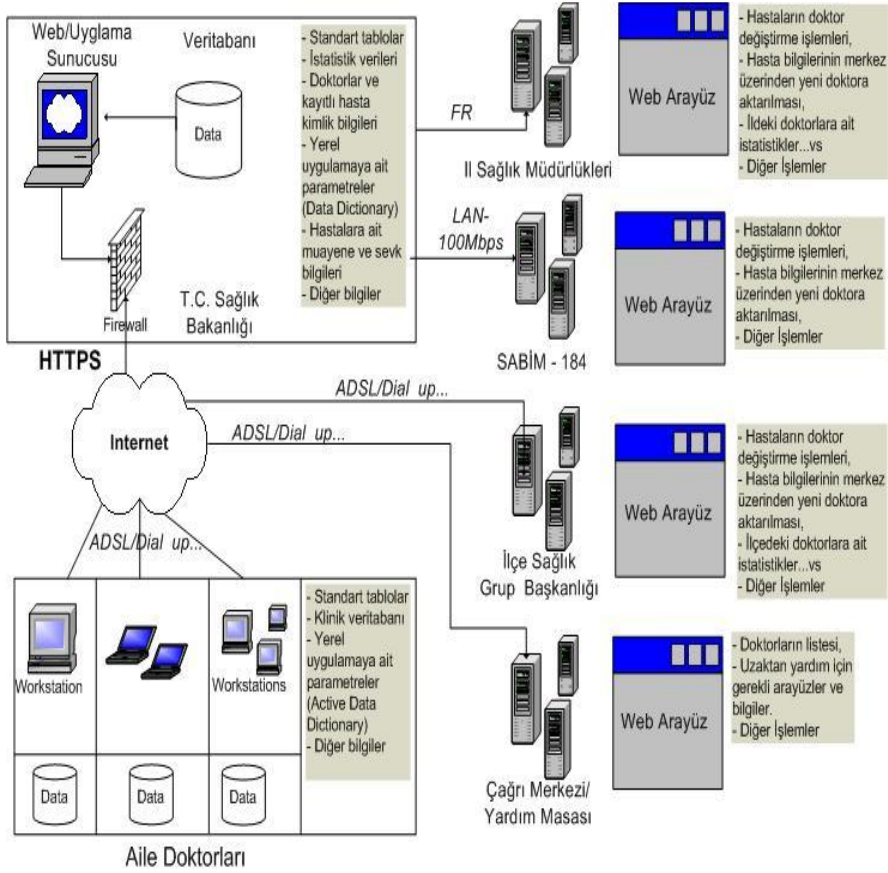 Web/Uyglama
Sunucusu
Veritabanı
Data
- Standart tablolar
- İstatistik verileri
- Doktorlar ve
kayıtlı hasta
kimlik bilgileri
- Yerel
uygulamaya ait
parametreler
(Data Dictionary)
- Hastalara ait
muayene ve sevk
bilgileri
- Diğer bilgiler
Firewall
T.C. Sağlık
Bakanlığı
HTTPS
FR
Il Sağlık Müdürlükleri
Web Arayüz
- Hastaların doktor
değiştirme işlemleri,
- Hasta bilgilerinin merkez
üzerinden yeni doktora
aktarılması,
- İldeki doktorlara ait
istatistikler...vs
- Diğer İşlemler
LAN-
100Mbps
SABİM - 184
Web Arayüz
- Hastaların doktor
değiştirme işlemleri,
- Hasta bilgilerinin merkez
üzerinden yeni doktora
aktarılması,
- Diğer İşlemler
Internet
ADSL/Dial up...
ADSL/Dial up...
ADSL/Dial up...
İlçe Sağlık
Grup Başkanlığı
Web Arayüz
- Hastaların doktor
değiştirme işlemleri,
- Hasta bilgilerinin merkez
üzerinden yeni doktora
aktarılması,
- İlçedeki doktorlara ait
istatistikler...vs
- Diğer İşlemler
Workstation
Workstations
- Standart tablolar
- Klinik veritabanı
- Yerel
uygulamaya ait
parametreler
(Active Data
Dictionary)
- Diğer bilgiler
Data
Data
Data
Aile Doktorları
Çağrı Merkezi/
Yardım Masası
Web Arayüz
- Doktorların listesi,
- Uzaktan yardım için
gerekli arayüzler ve
bilgiler.
- Diğer İşlemler